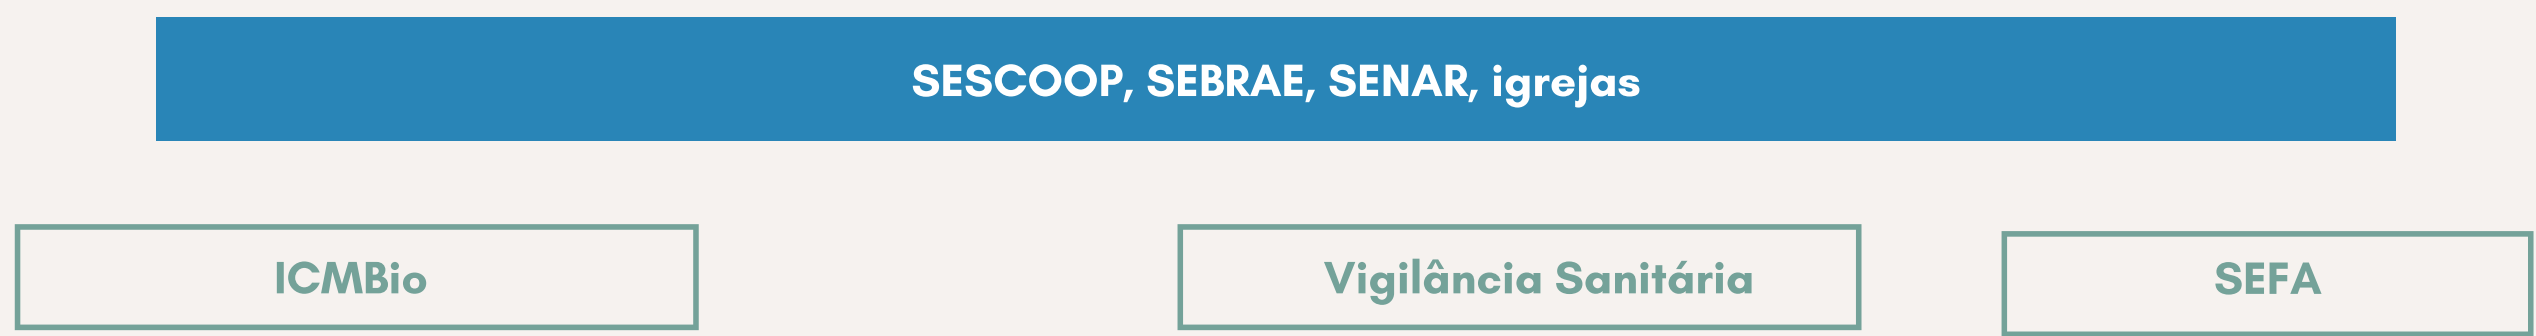 SESCOOP, SEBRAE, SENAR, igrejas
ICMBio
Vigilância Sanitária
SEFA